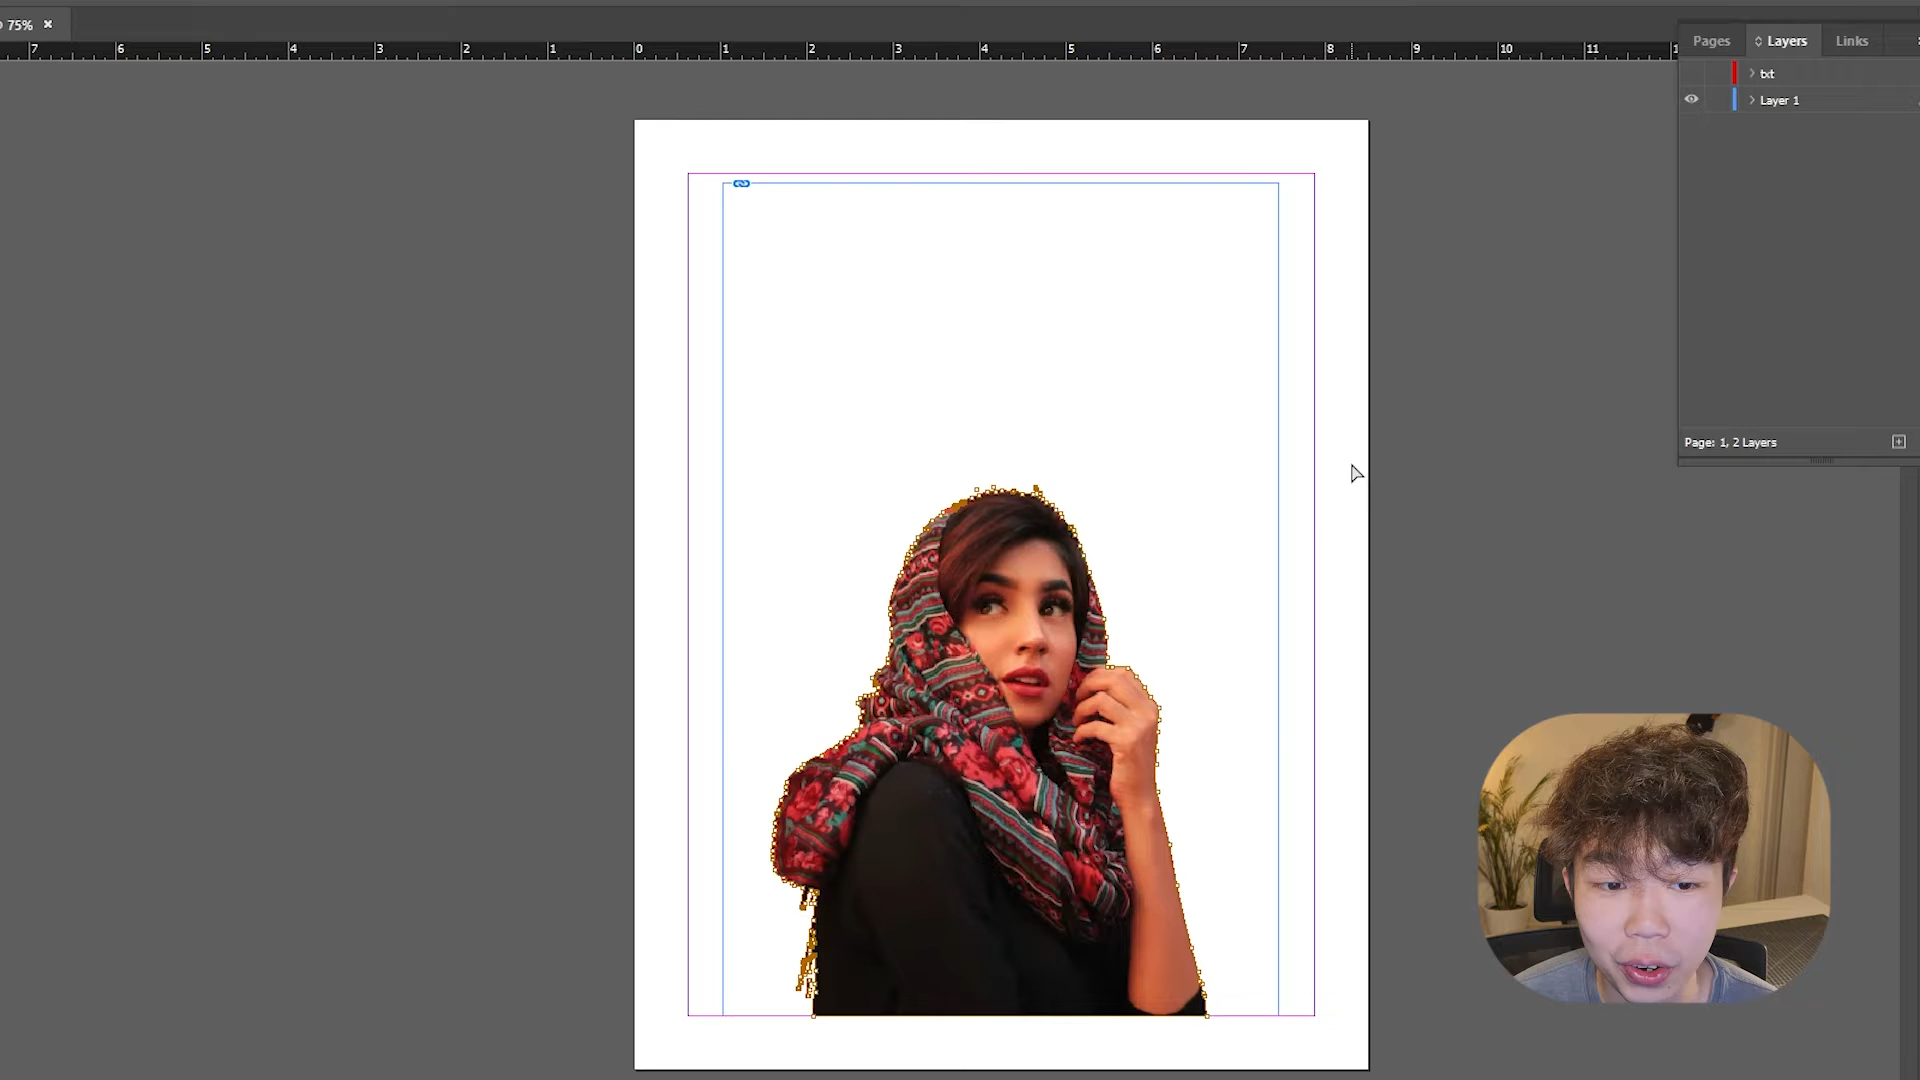 75%
7 6 5 4 3 2 1 0 1 2 3 4 5 6 7 8 9 10 11
Pages Layers Links
txt
Layer 1
Page: 1, 2 Layers